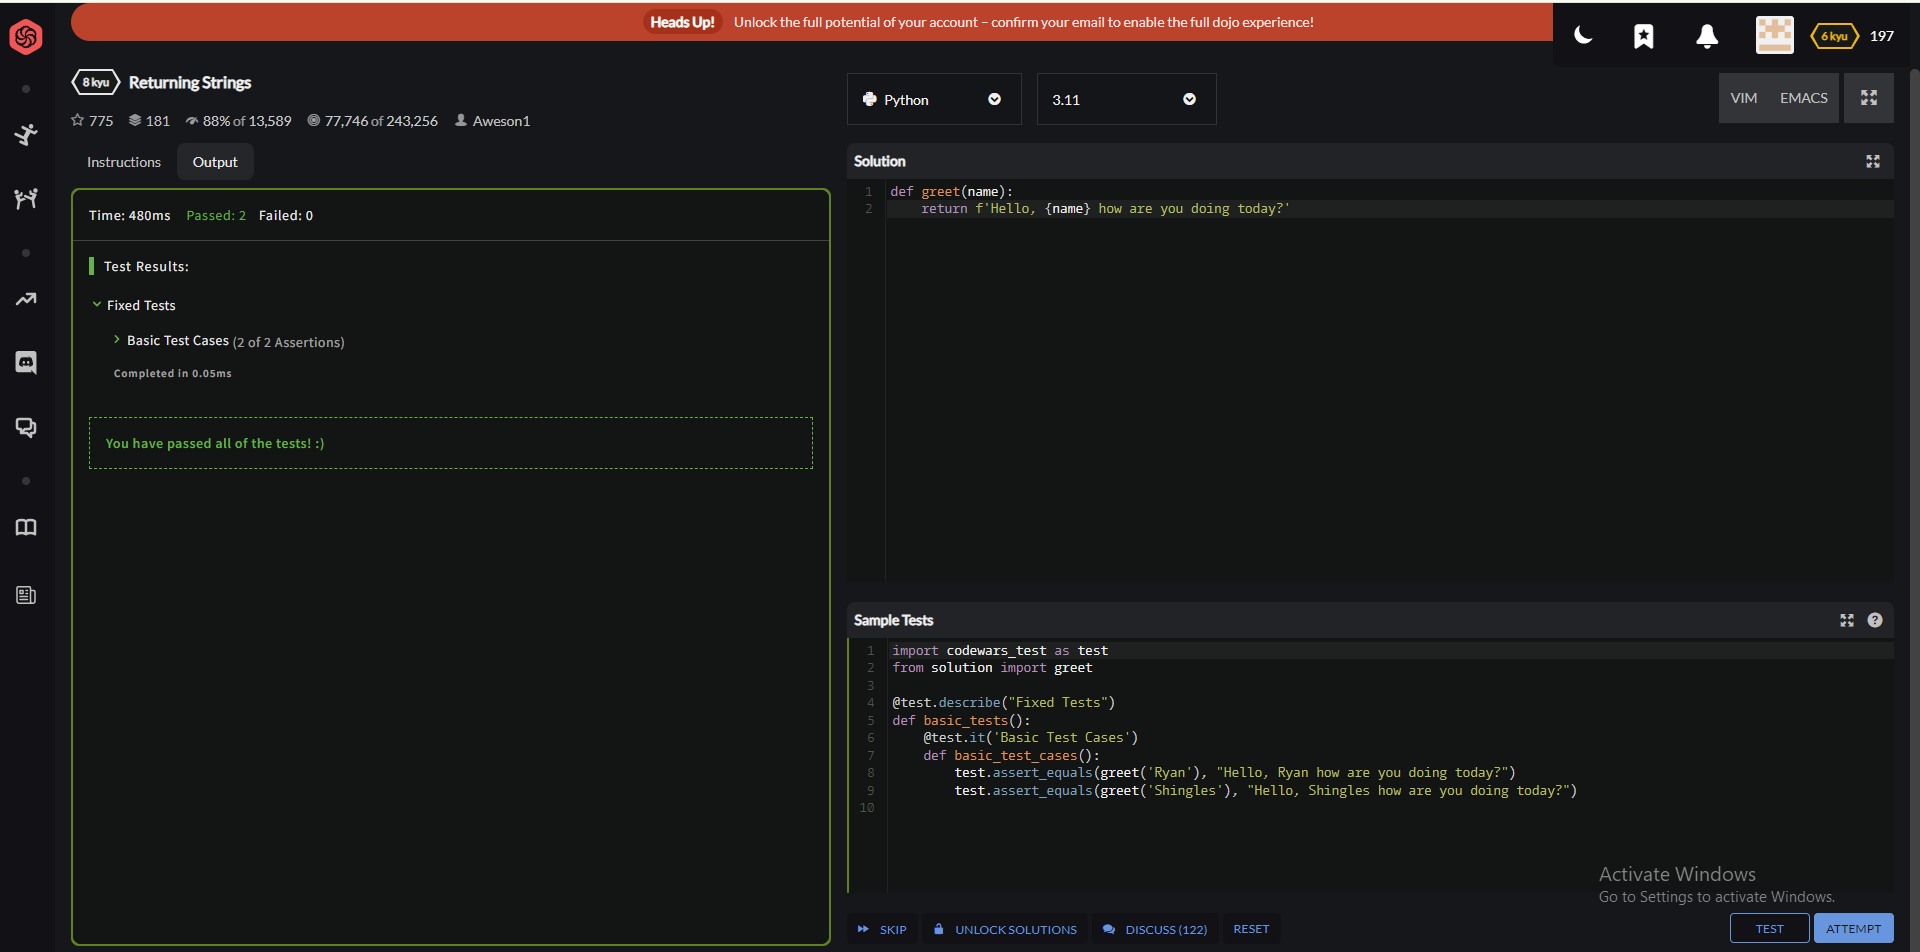 Heads Up! Unlock the full potential of your account – confirm your email to enable the full dojo experience!
6 kyu 197
8 kyu Returning Strings
775 181 88% of 13,589 77,746 of 243,256 Aweson1
Instructions Output
Time: 480ms Passed: 2 Failed: 0
Test Results:
Fixed Tests
Basic Test Cases (2 of 2 Assertions)
Completed in 0.05ms
You have passed all of the tests! :)
Python 3.11 VIM EMACS
Solution
1 def greet(name):
2     return f'Hello, {name} how are you doing today?'
Sample Tests ?
1 import codewars_test as test
2 from solution import greet
3
4 @test.describe("Fixed Tests")
5 def basic_tests():
6     @test.it('Basic Test Cases')
7     def basic_test_cases():
8         test.assert_equals(greet('Ryan'), "Hello, Ryan how are you doing today?")
9         test.assert_equals(greet('Shingles'), "Hello, Shingles how are you doing today?")
10
Activate Windows
Go to Settings to activate Windows.
SKIP UNLOCK SOLUTIONS DISCUSS (122) RESET TEST ATTEMPT